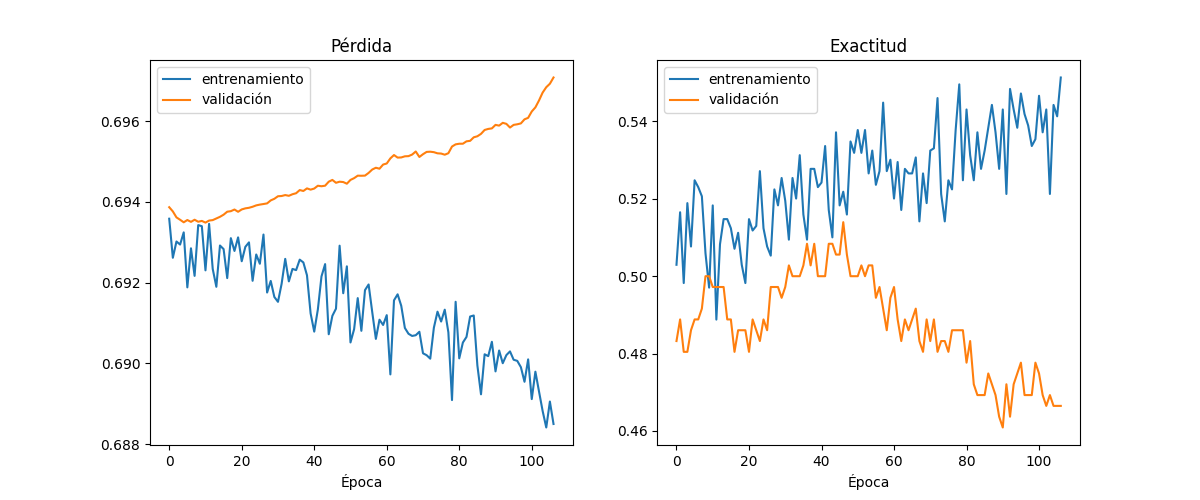 Pérdida
entrenamiento
validación
0.696
0.694
0.692
0.690
0.688
0 20 40 60 80 100
Época
Exactitud
entrenamiento
validación
0.54
0.52
0.50
0.48
0.46
0 20 40 60 80 100
Época